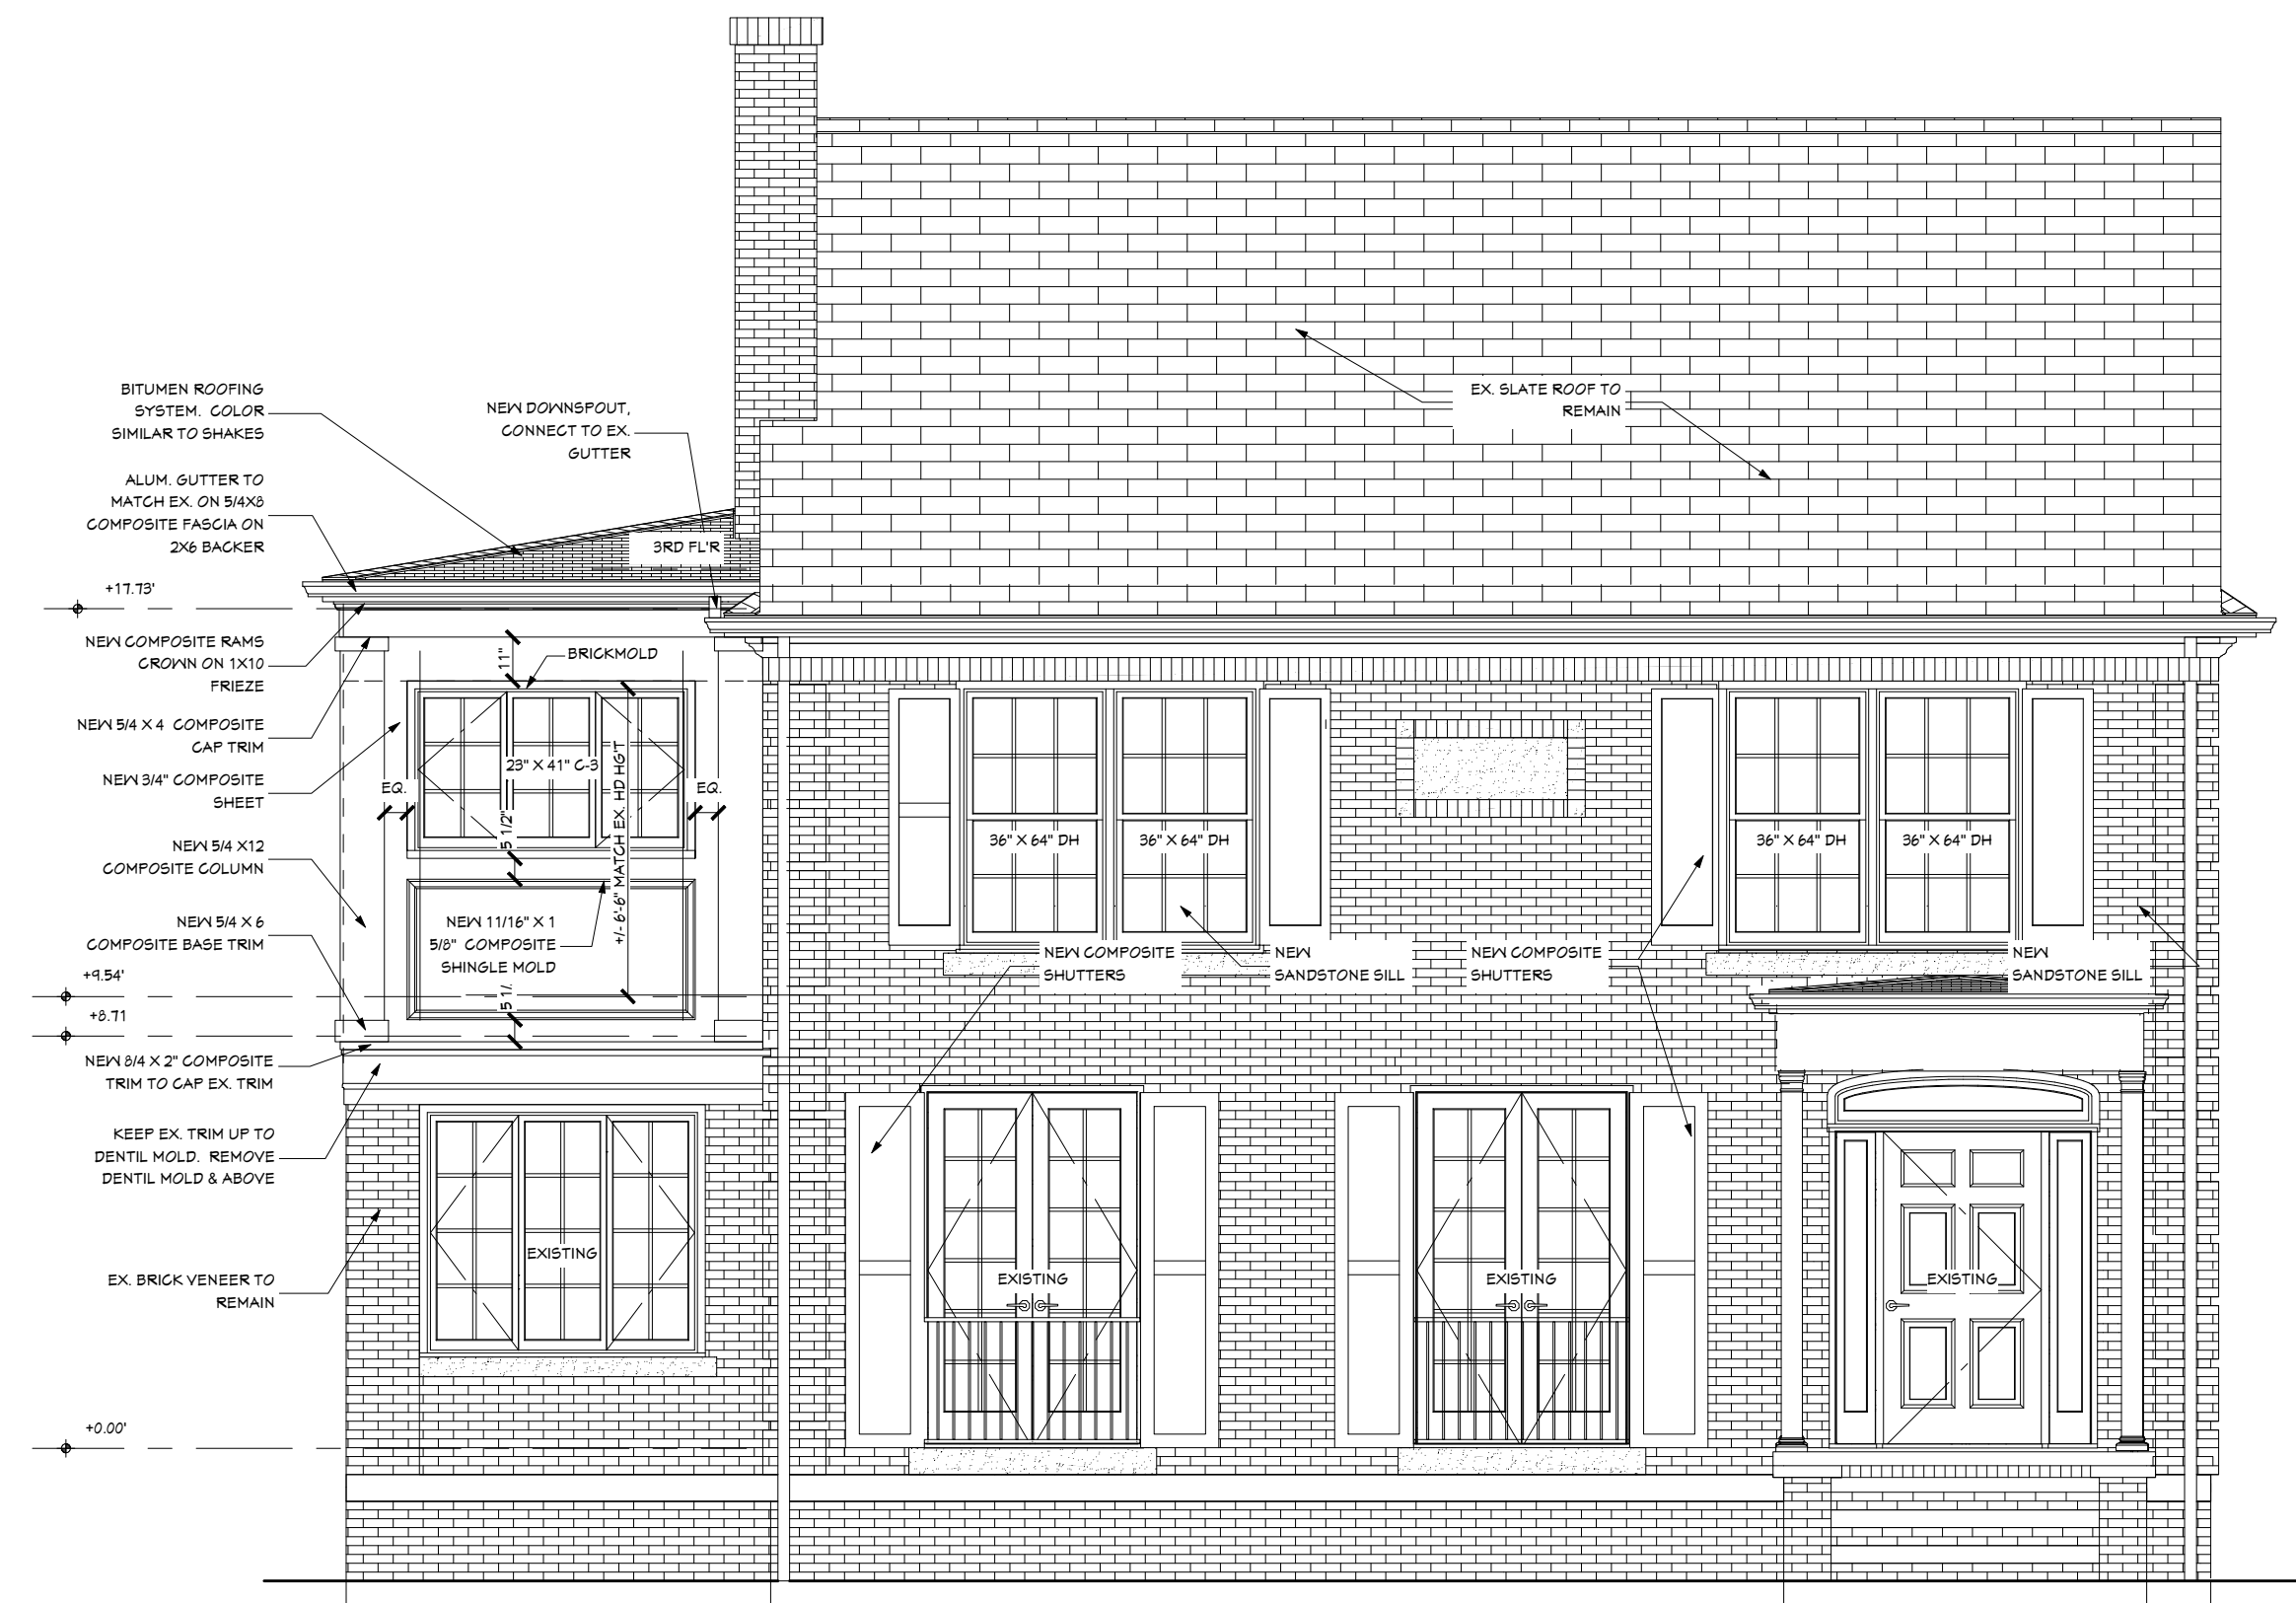 BITUMEN ROOFING
SYSTEM. COLOR
SIMILAR TO SHAKES
NEW DOWNSPOUT,
CONNECT TO EX.
GUTTER
EX. SLATE ROOF TO
REMAIN
ALUM. GUTTER TO
MATCH EX. ON 5/4X8
COMPOSITE FASCIA ON
2X6 BACKER
3RD FL'R
+17.73'
NEW COMPOSITE RAMS
CROWN ON 1X10
FRIEZE
11"
BRICKMOLD
NEW 5/4 X 4 COMPOSITE
CAP TRIM
NEW 3/4" COMPOSITE
SHEET
EQ.
23" X 41" C-3
EQ.
5 1/2"
+/- 6'-6" MATCH EX. HD HG'T
36" X 64" DH
36" X 64" DH
36" X 64" DH
36" X 64" DH
NEW 5/4 X12
COMPOSITE COLUMN
NEW 5/4 X 6
COMPOSITE BASE TRIM
NEW 11/16" X 1
5/8" COMPOSITE
SHINGLE MOLD
NEW COMPOSITE
SHUTTERS
NEW
SANDSTONE SILL
NEW COMPOSITE
SHUTTERS
NEW
SANDSTONE SILL
+9.54'
5 1/
+8.71
NEW 8/4 X 2" COMPOSITE
TRIM TO CAP EX. TRIM
KEEP EX. TRIM UP TO
DENTIL MOLD. REMOVE
DENTIL MOLD & ABOVE
EX. BRICK VENEER TO
REMAIN
EXISTING
EXISTING
EXISTING
EXISTING
+0.00'